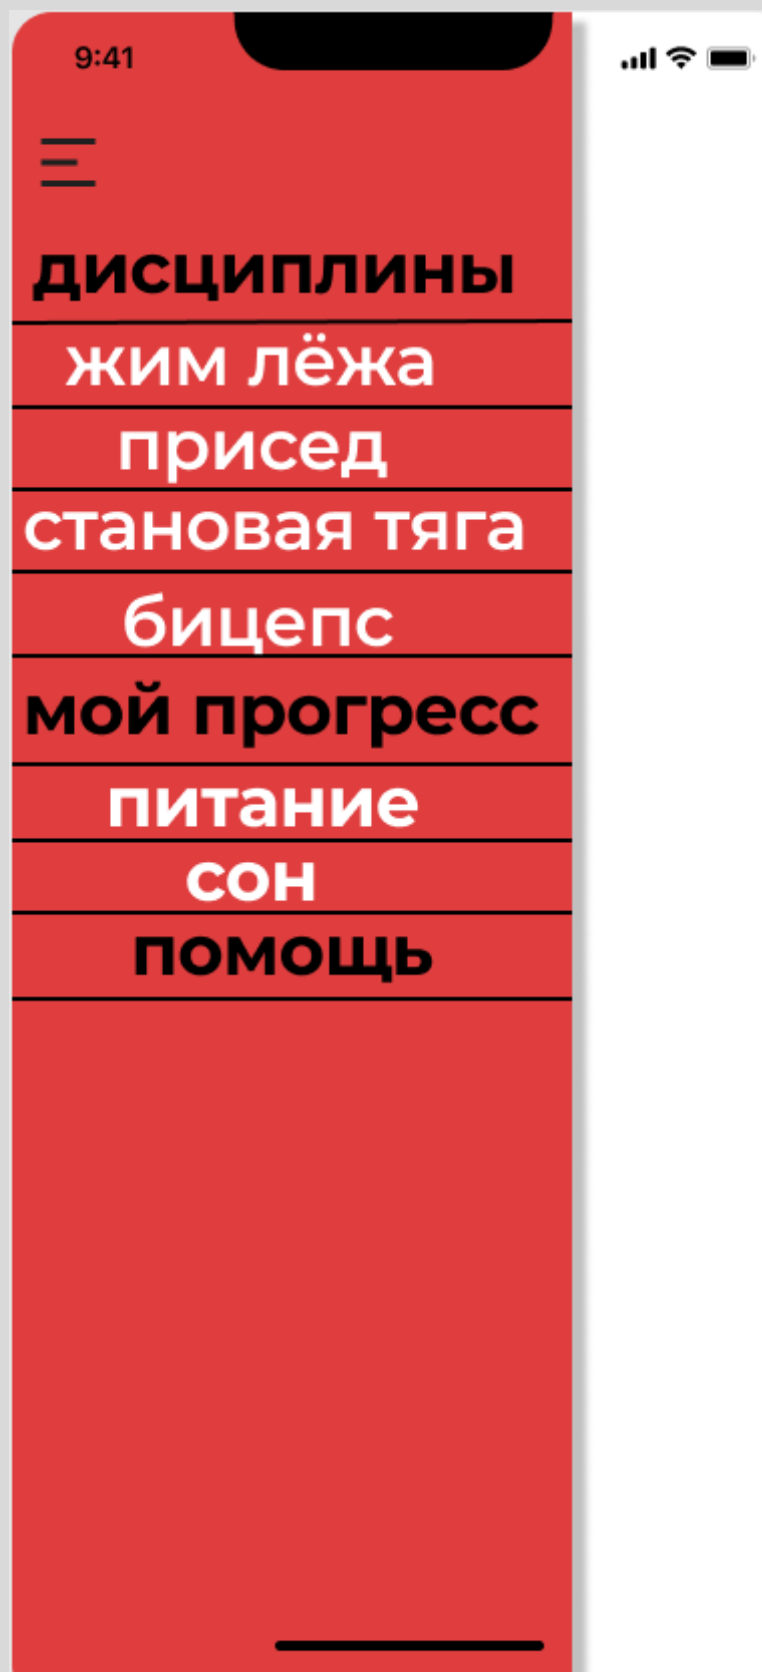 9:41
дисциплины
жим лёжа
присед
становая тяга
бицепс
мой прогресс
питание
сон
помощь